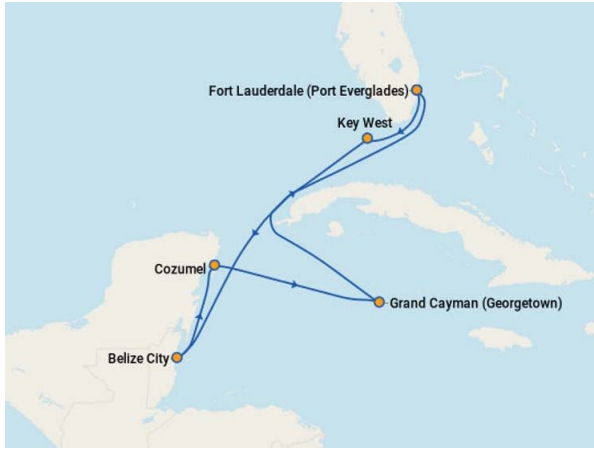 Fort Lauderdale (Port Everglades)
Key West
Cozumel
Grand Cayman (Georgetown)
Belize City